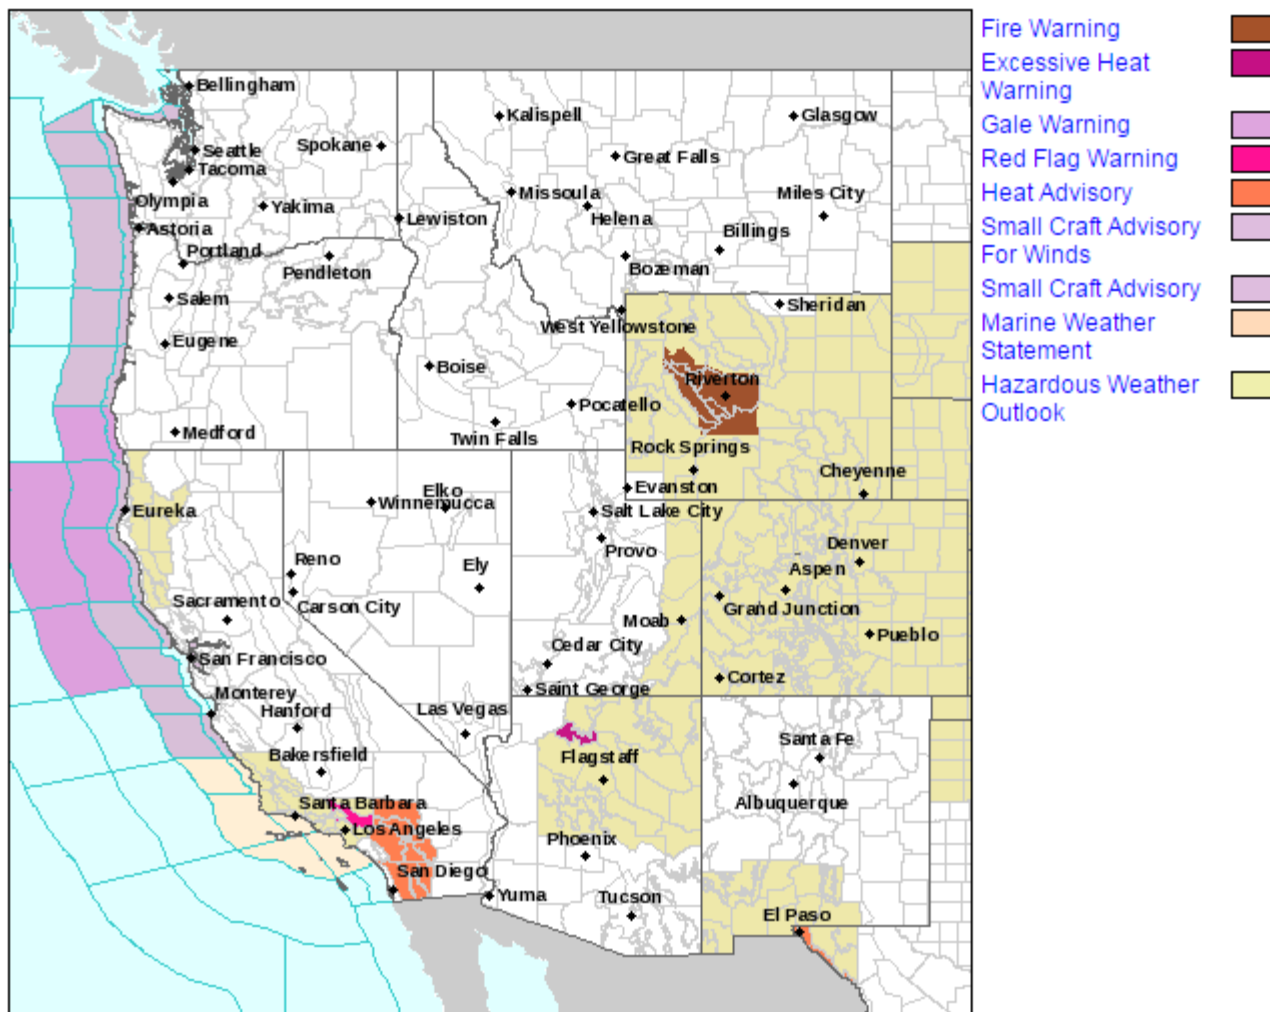 Fire Warning
Excessive Heat
Warning
Gale Warning
Red Flag Warning
Heat Advisory
Small Craft Advisory
For Winds
Small Craft Advisory
Marine Weather
Statement
Hazardous Weather
Outlook
Bellingham
Kalispell
Glasgow
Spokane
Seattle
Great Falls
Tacoma
Missoula
Miles City
Olympia
Yakima
Lewiston
Helena
Astoria
Billings
Portland
Pendleton
Bozeman
Salem
Sheridan
West Yellowstone
Eugene
Boise
Riverton
Pocatello
Medford
Twin Falls
Rock Springs
Cheyenne
Evanston
Elko
Winnemucca
Eureka
Salt Lake City
Provo
Denver
Reno
Ely
Aspen
Sacramento
Carson City
Grand Junction
Moab
Pueblo
Cedar City
San Francisco
Cortez
Saint George
Monterey
Hanford
Las Vegas
Santa Fe
Bakersfield
Flagstaff
Albuquerque
Santa Barbara
Los Angeles
Phoenix
San Diego
Yuma
Tucson
El Paso